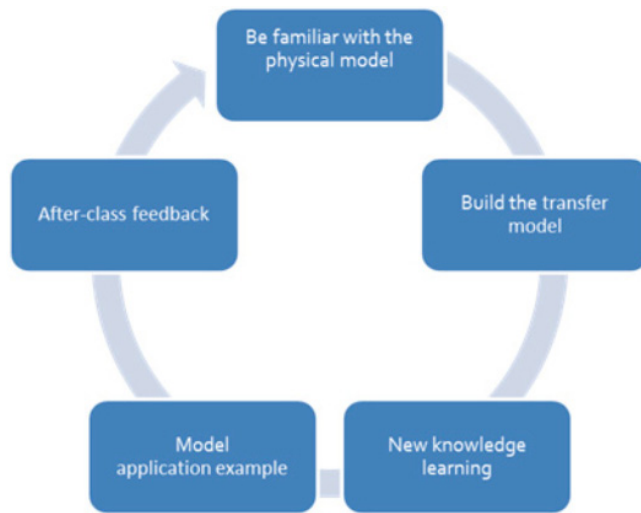 Be familiar with the
physical model
Build the transfer
model
New knowledge
learning
Model
application example
After-class feedback